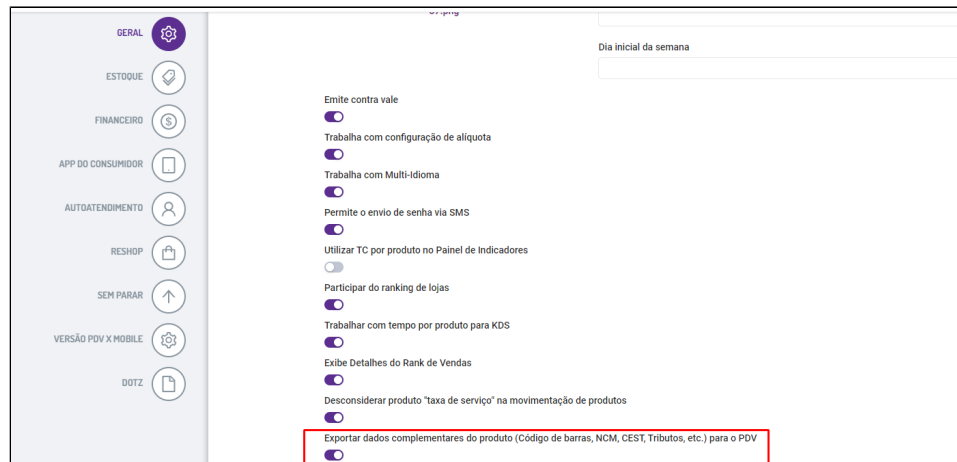 GERAL
ESTOQUE
FINANCEIRO
APP DO CONSUMIDOR
AUTOATENDIMENTO
RESHOP
SEM PARAR
VERSÃO PDV X MOBILE
DOTZ
Dia inicial da semana
Emite contra vale
Trabalha com configuração de alíquota
Trabalha com Multi-Idioma
Permite o envio de senha via SMS
Utilizar TC por produto no Painel de Indicadores
Participar do ranking de lojas
Trabalhar com tempo por produto para KDS
Exibe Detalhes do Rank de Vendas
Desconsiderar produto "taxa de serviço" na movimentação de produtos
Exportar dados complementares do produto (Código de barras, NCM, CEST, Tributos, etc.) para o PDV